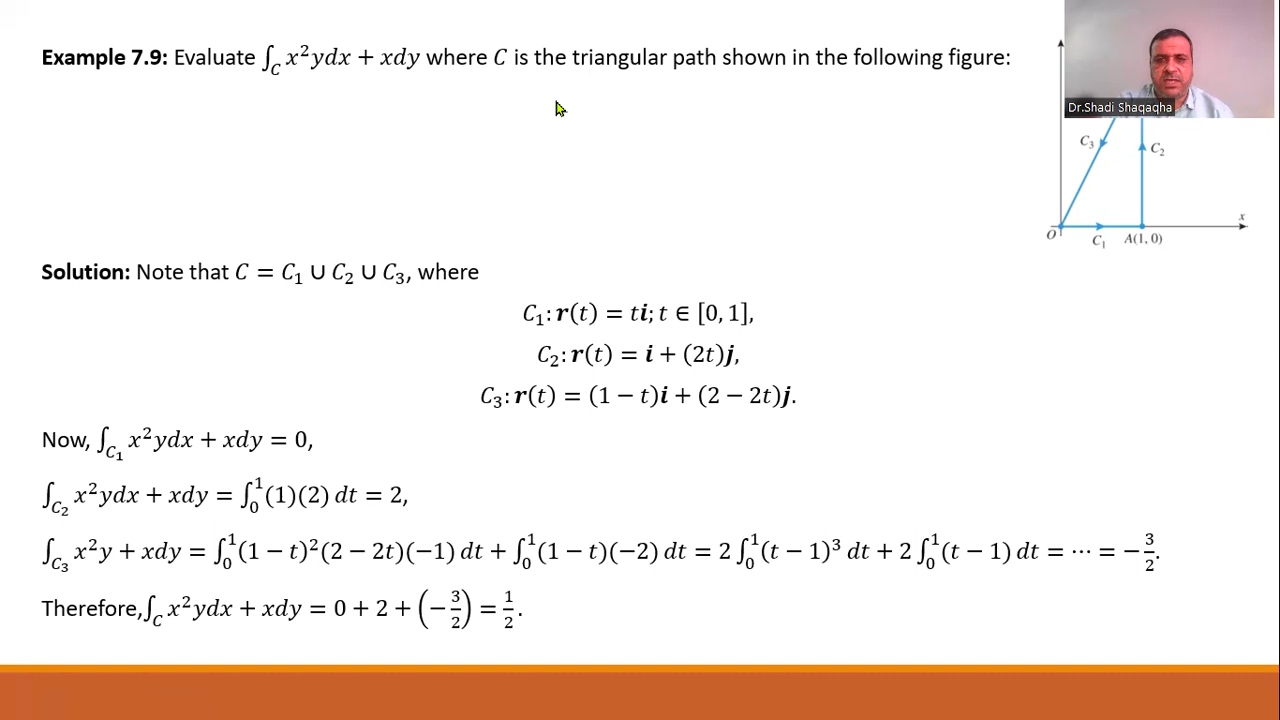 Example 7.9: Evaluate ∫_C x²ydx + xdy where C is the triangular path shown in the following figure:
Dr.Shadi Shaqaqha
C₃
C₂
x
O
C₁
A(1, 0)
Solution: Note that C = C₁ ∪ C₂ ∪ C₃, where
C₁: r(t) = ti; t ∈ [0, 1],
C₂: r(t) = i + (2t)j,
C₃: r(t) = (1 − t)i + (2 − 2t)j.
Now, ∫_C₁ x²ydx + xdy = 0,
∫_C₂ x²ydx + xdy = ∫₀¹(1)(2) dt = 2,
∫_C₃ x²y + xdy = ∫₀¹(1 − t)²(2 − 2t)(−1) dt + ∫₀¹(1 − t)(−2) dt = 2 ∫₀¹(t − 1)³ dt + 2 ∫₀¹(t − 1) dt = ⋯ = −3/2.
Therefore, ∫_C x²ydx + xdy = 0 + 2 + (−3/2) = 1/2.